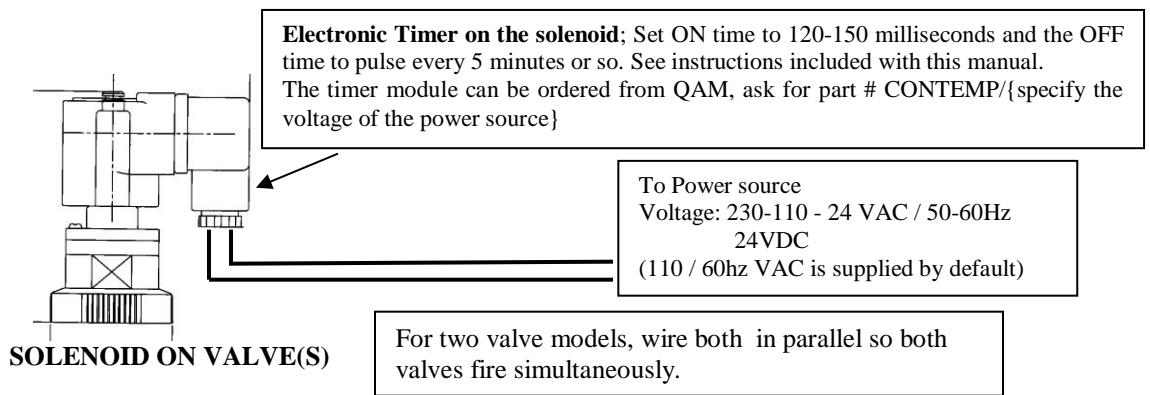 Electronic Timer on the solenoid; Set ON time to 120-150 milliseconds and the OFF
time to pulse every 5 minutes or so. See instructions included with this manual.
The timer module can be ordered from QAM, ask for part # CONTEMP/{specify the
voltage of the power source}
To Power source
Voltage: 230-110 - 24 VAC / 50-60Hz
24VDC
(110 / 60hz VAC is supplied by default)
SOLENOID ON VALVE(S)
For two valve models, wire both in parallel so both
valves fire simultaneously.